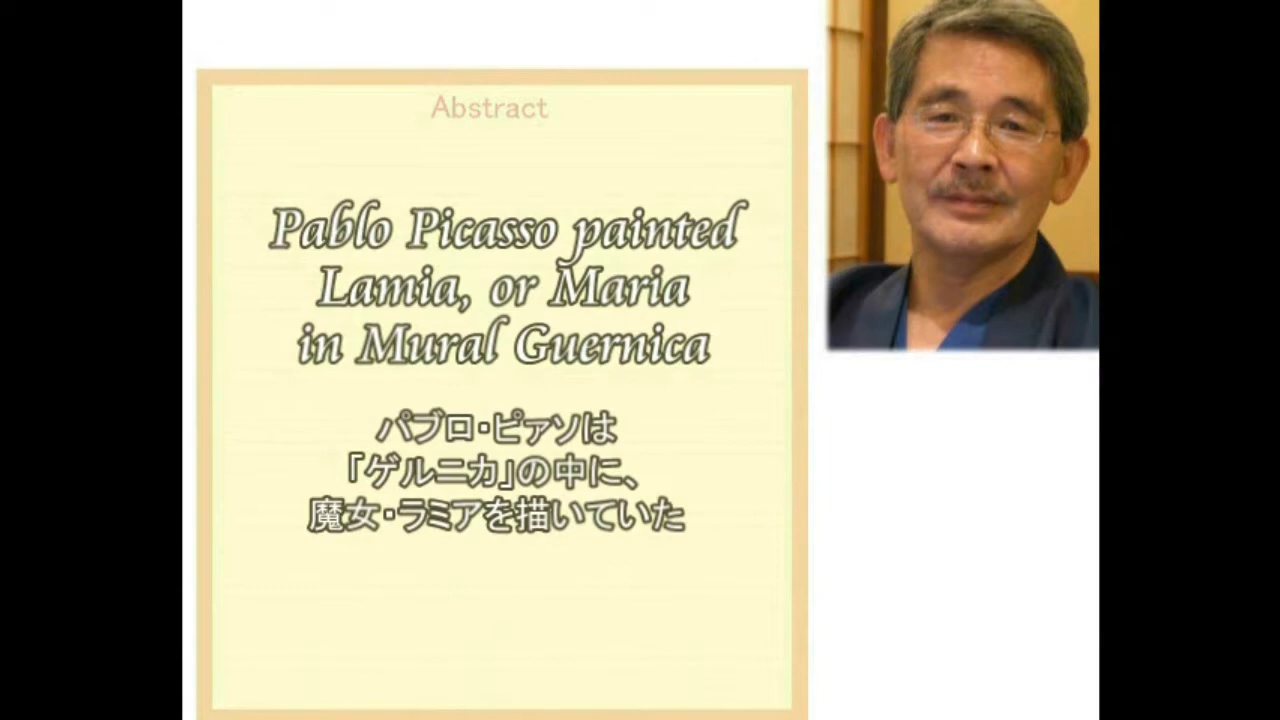 Abstract
Pablo Picasso painted
Lamia, or Maria
in Mural Guernica
パブロ・ピァソは
「ゲルニカ」の中に、
魔女・ラミアを描いていた